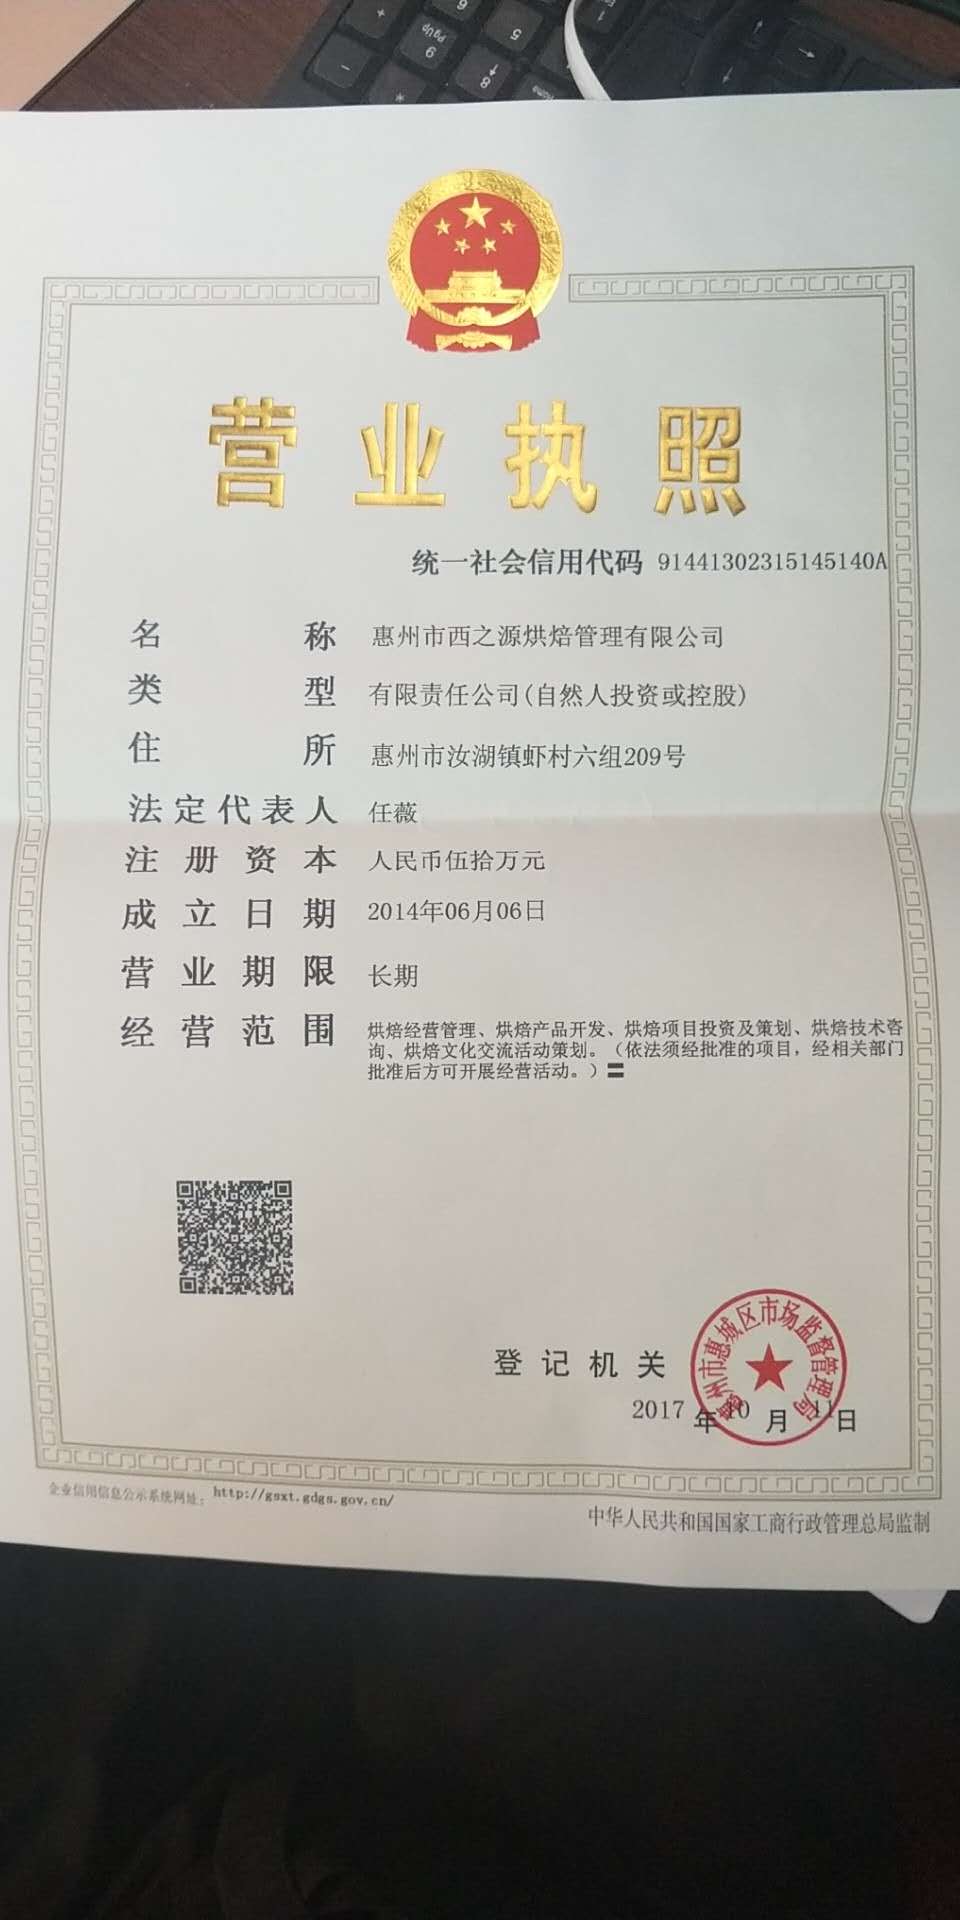 营业执照
统一社会信用代码 91441302315145140A
名称 惠州市西之源烘焙管理有限公司
类型 有限责任公司(自然人投资或控股)
住所 惠州市汝湖镇虾村六组209号
法定代表人 任薇
注册资本 人民币伍拾万元
成立日期 2014年06月06日
营业期限 长期
经营范围 烘焙经营管理、烘焙产品开发、烘焙项目投资及策划、烘焙技术咨
询、烘焙文化交流活动策划。（依法须经批准的项目，经相关部门
批准后方可开展经营活动。）〓
登记机关
惠州市惠城区市场监督管理局
2017年10月11日
企业信用信息公示系统网址：http://gsxt.gdgs.gov.cn/
中华人民共和国国家工商行政管理总局监制